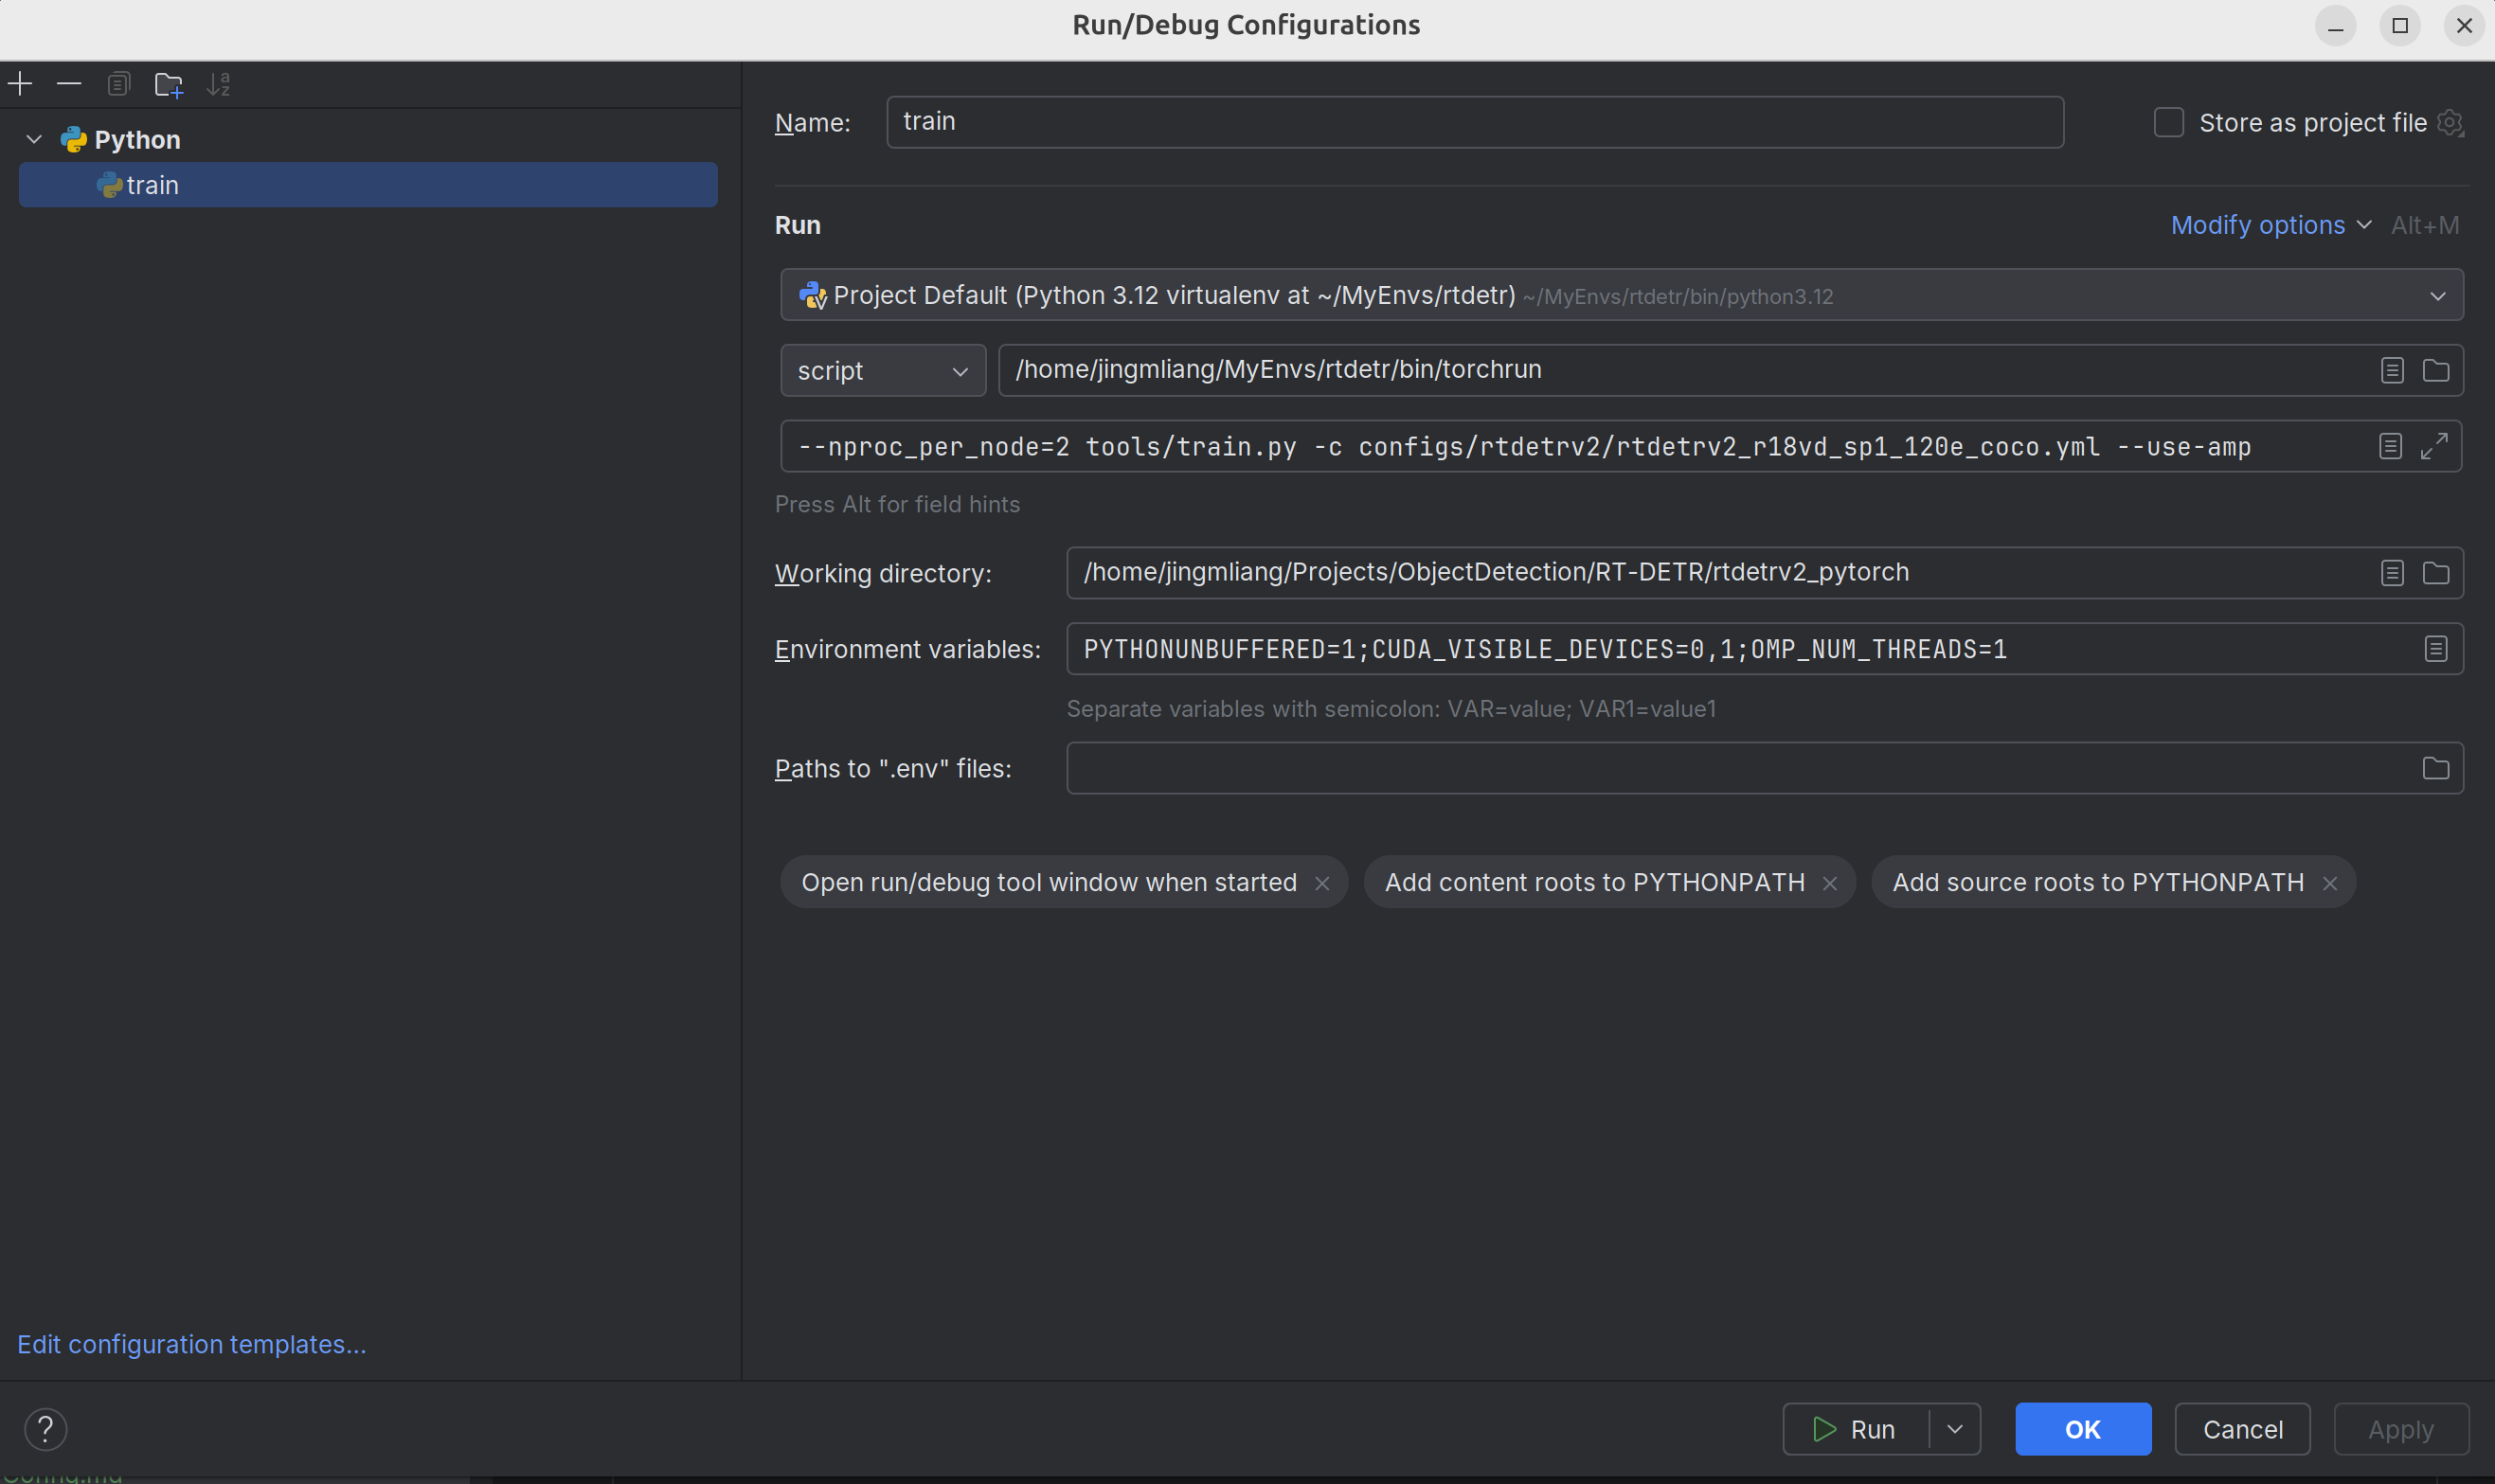 Run/Debug Configurations
Python
train
Name:
train
Store as project file
Run
Modify options
Alt+M
Project Default (Python 3.12 virtualenv at ~/MyEnvs/rtdetr) ~/MyEnvs/rtdetr/bin/python3.12
script
/home/jingmliang/MyEnvs/rtdetr/bin/torchrun
--nproc_per_node=2 tools/train.py -c configs/rtdetrv2/rtdetrv2_r18vd_sp1_120e_coco.yml --use-amp
Press Alt for field hints
Working directory:
/home/jingmliang/Projects/ObjectDetection/RT-DETR/rtdetrv2_pytorch
Environment variables:
PYTHONUNBUFFERED=1;CUDA_VISIBLE_DEVICES=0,1;OMP_NUM_THREADS=1
Separate variables with semicolon: VAR=value; VAR1=value1
Paths to ".env" files:
Open run/debug tool window when started
Add content roots to PYTHONPATH
Add source roots to PYTHONPATH
Edit configuration templates...
?
Run
OK
Cancel
Apply